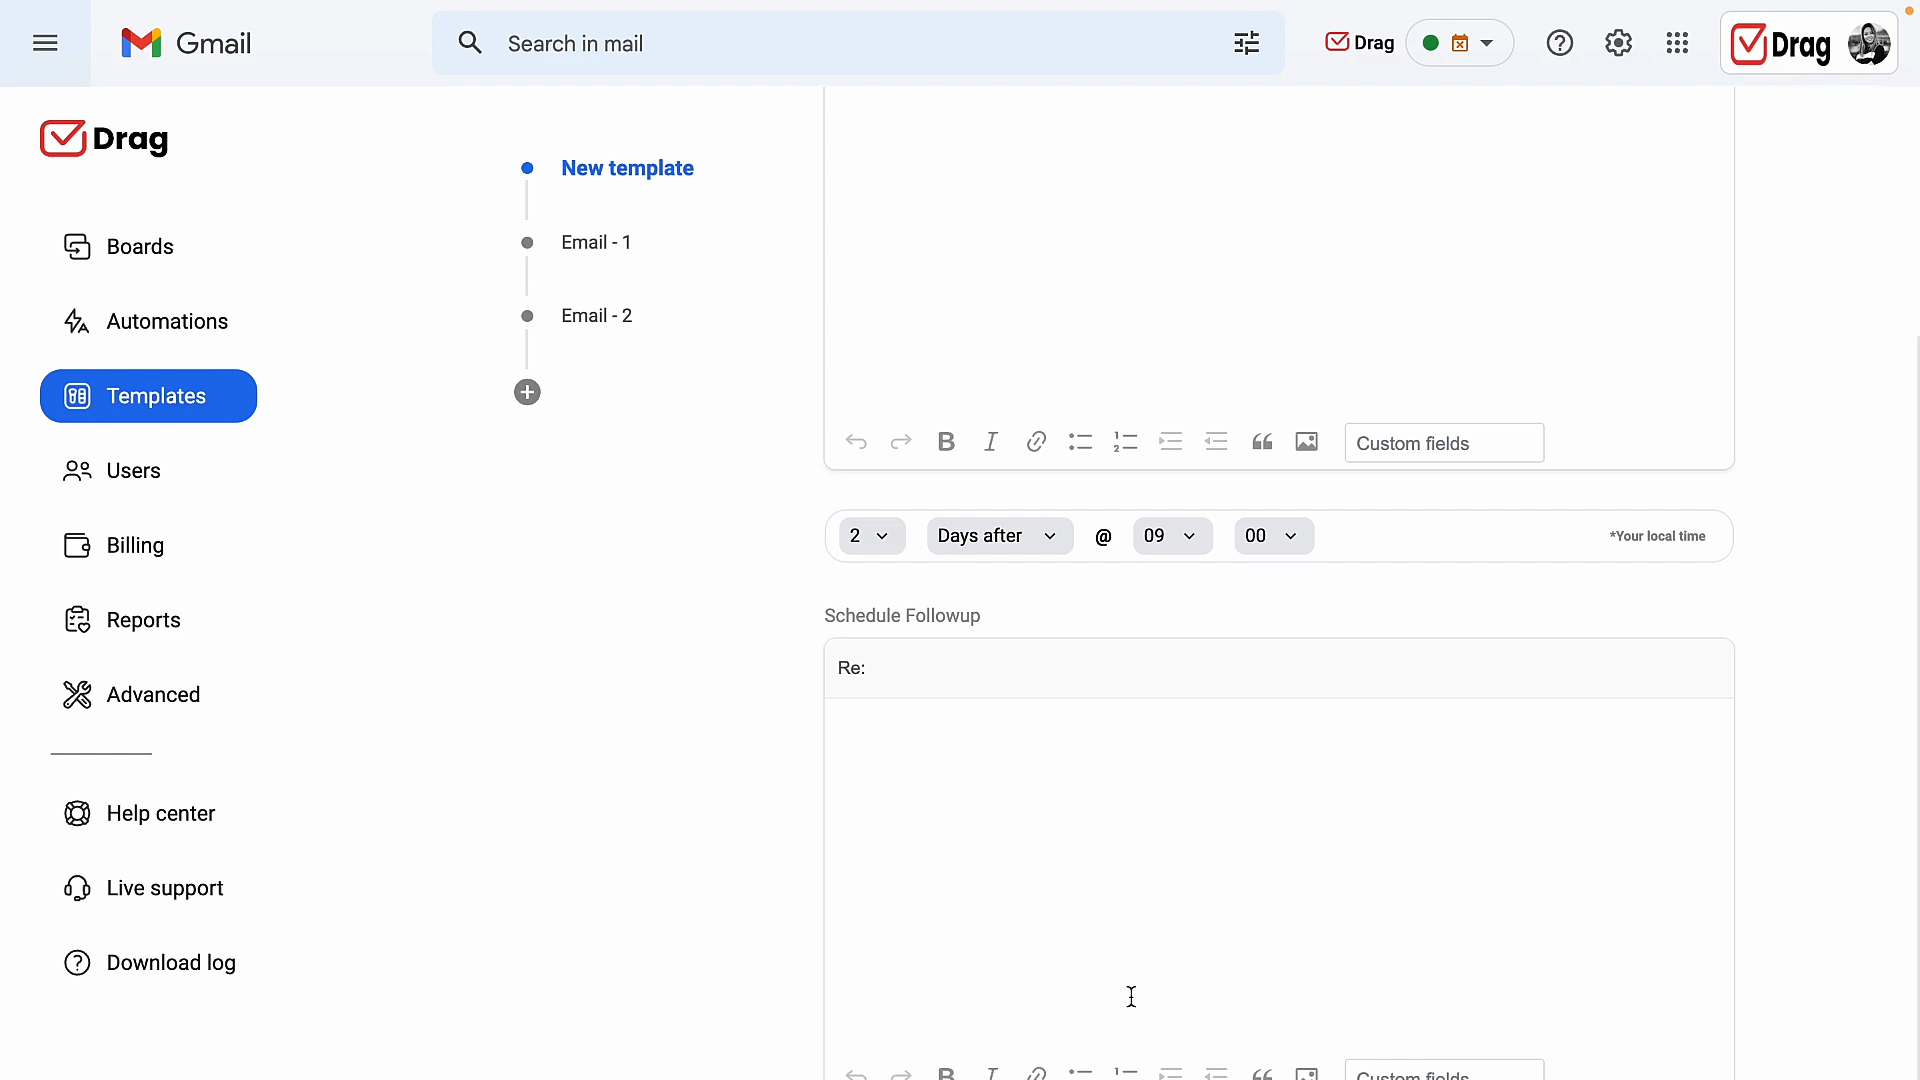 Gmail
Search in mail
Drag
Drag
Drag
New template
Boards
Email - 1
Automations
Email - 2
Templates
B I Custom fields
Users
2 Days after @ 09 00 *Your local time
Billing
Reports
Schedule Followup
Re:
Advanced
Help center
Live support
Download log
B I Custom fields